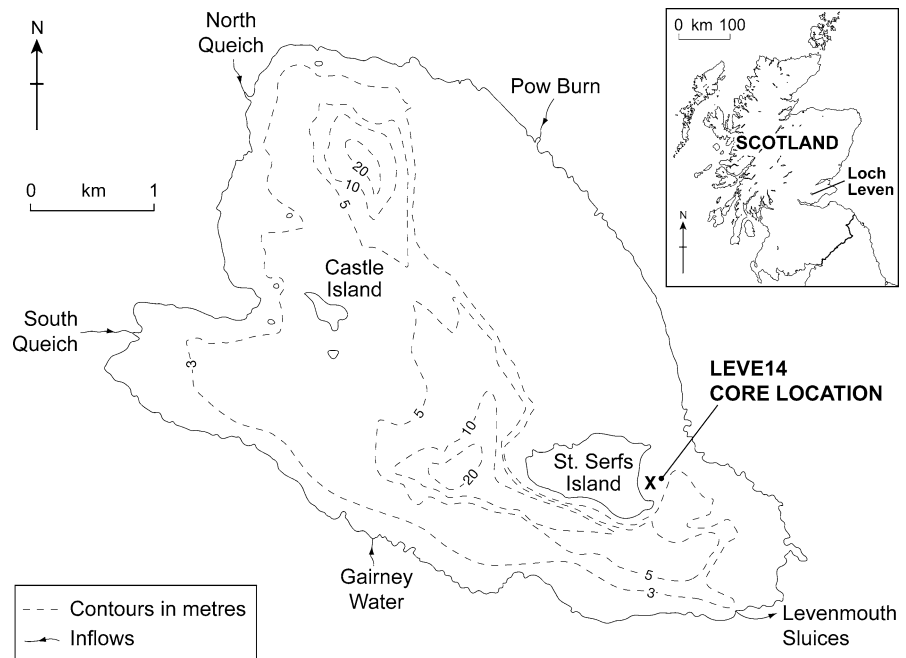 North
Queich
N
Pow Burn
0 km 1
20
10
5
Castle
Island
South
Queich
3
5
10
20
St. Serfs
Island
X
LEVE14
CORE LOCATION
5
3
Gairney
Water
Levenmouth
Sluices
Contours in metres
Inflows
0 km 100
SCOTLAND
Loch
Leven
N